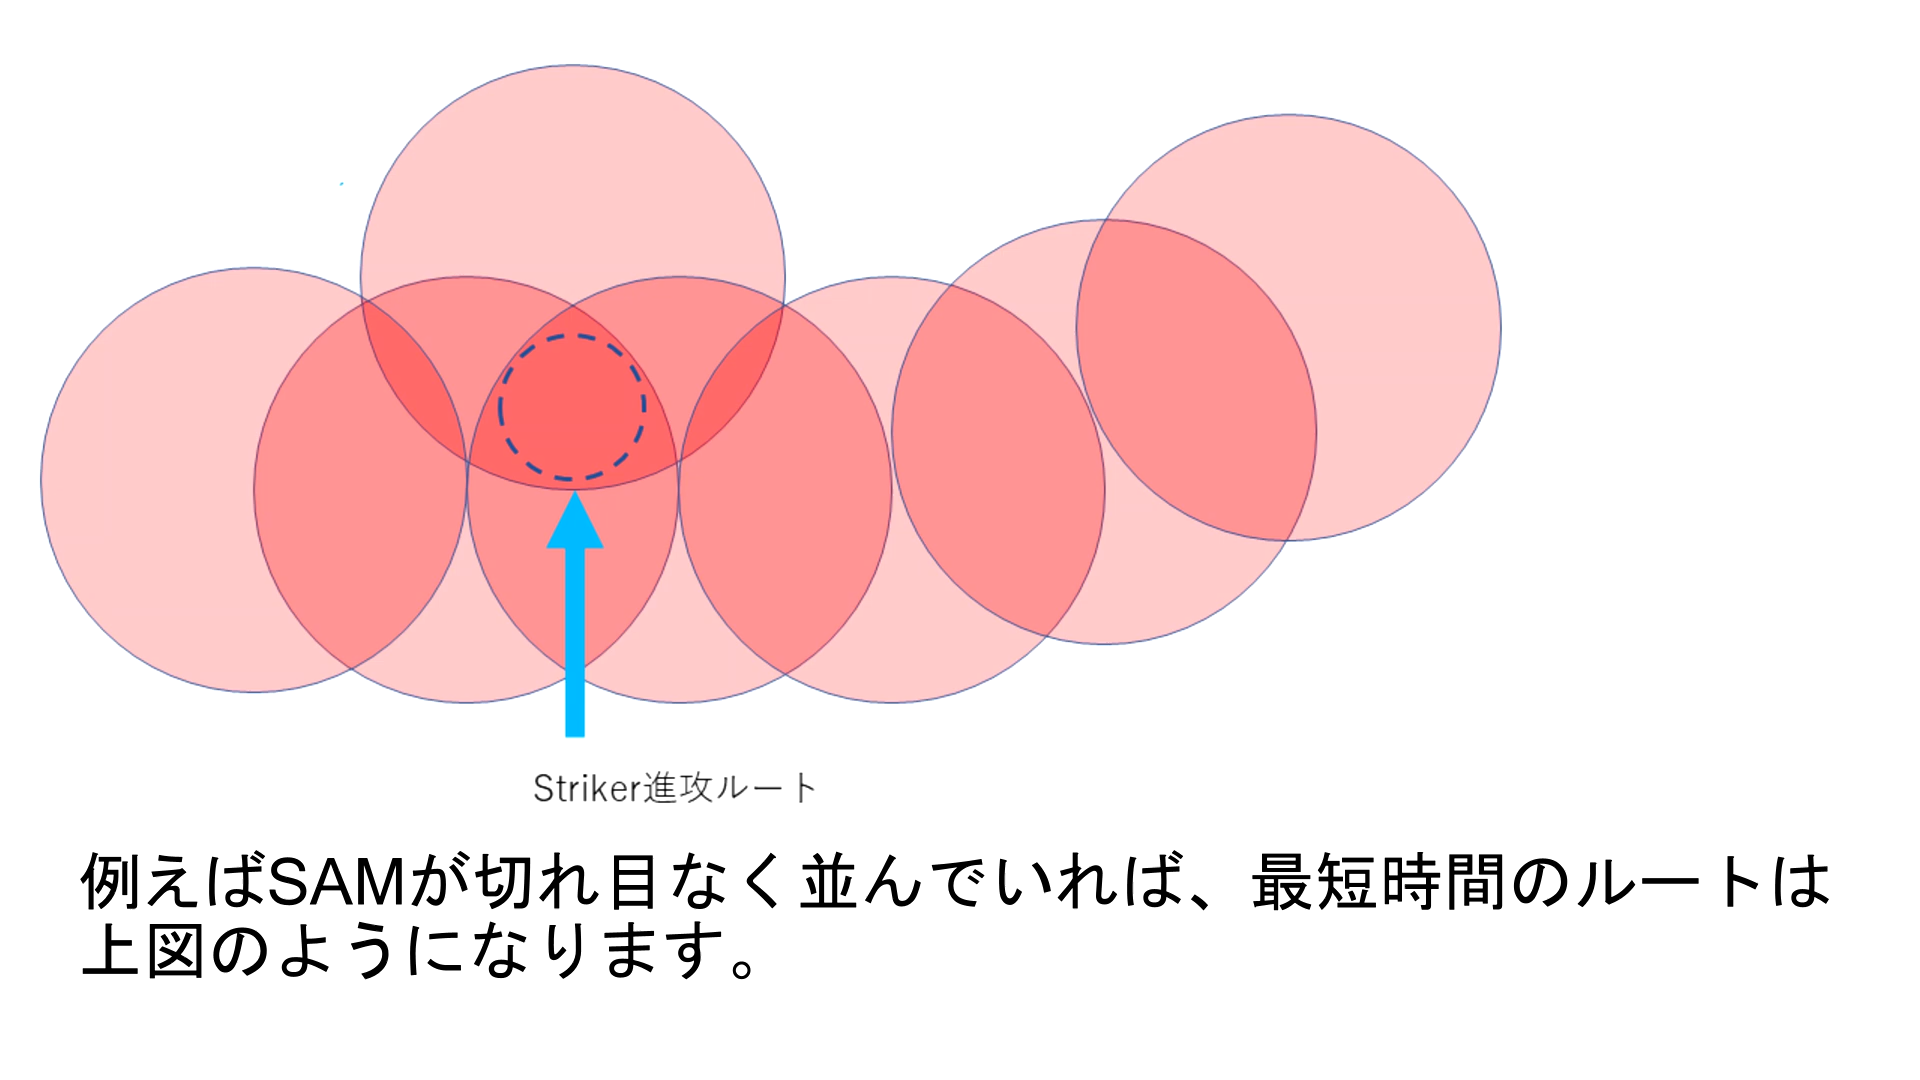 Striker進攻ルート
例えばSAMが切れ目なく並んでいれば、最短時間のルートは
上図のようになります。